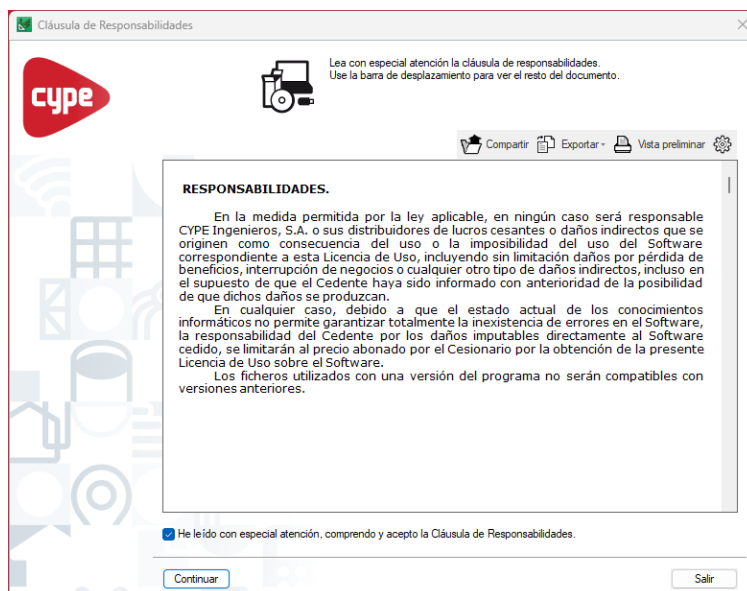 Cláusula de Responsabilidades
cype
Lea con especial atención la cláusula de responsabilidades.
Use la barra de desplazamiento para ver el resto del documento.
Compartir Exportar Vista preliminar
RESPONSABILIDADES.
En la medida permitida por la ley aplicable, en ningún caso será responsable
CYPE Ingenieros, S.A. o sus distribuidores de lucros cesantes o daños indirectos que se
originen como consecuencia del uso o la imposibilidad del uso del Software
correspondiente a esta Licencia de Uso, incluyendo sin limitación daños por pérdida de
beneficios, interrupción de negocios o cualquier otro tipo de daños indirectos, incluso en
el supuesto de que el Cedente haya sido informado con anterioridad de la posibilidad
de que dichos daños se produzcan.
En cualquier caso, debido a que el estado actual de los conocimientos
informáticos no permite garantizar totalmente la inexistencia de errores en el Software,
la responsabilidad del Cedente por los daños imputables directamente al Software
cedido, se limitarán al precio abonado por el Cesionario por la obtención de la presente
Licencia de Uso sobre el Software.
Los ficheros utilizados con una versión del programa no serán compatibles con
versiones anteriores.
He leído con especial atención, comprendo y acepto la Cláusula de Responsabilidades.
Continuar Salir